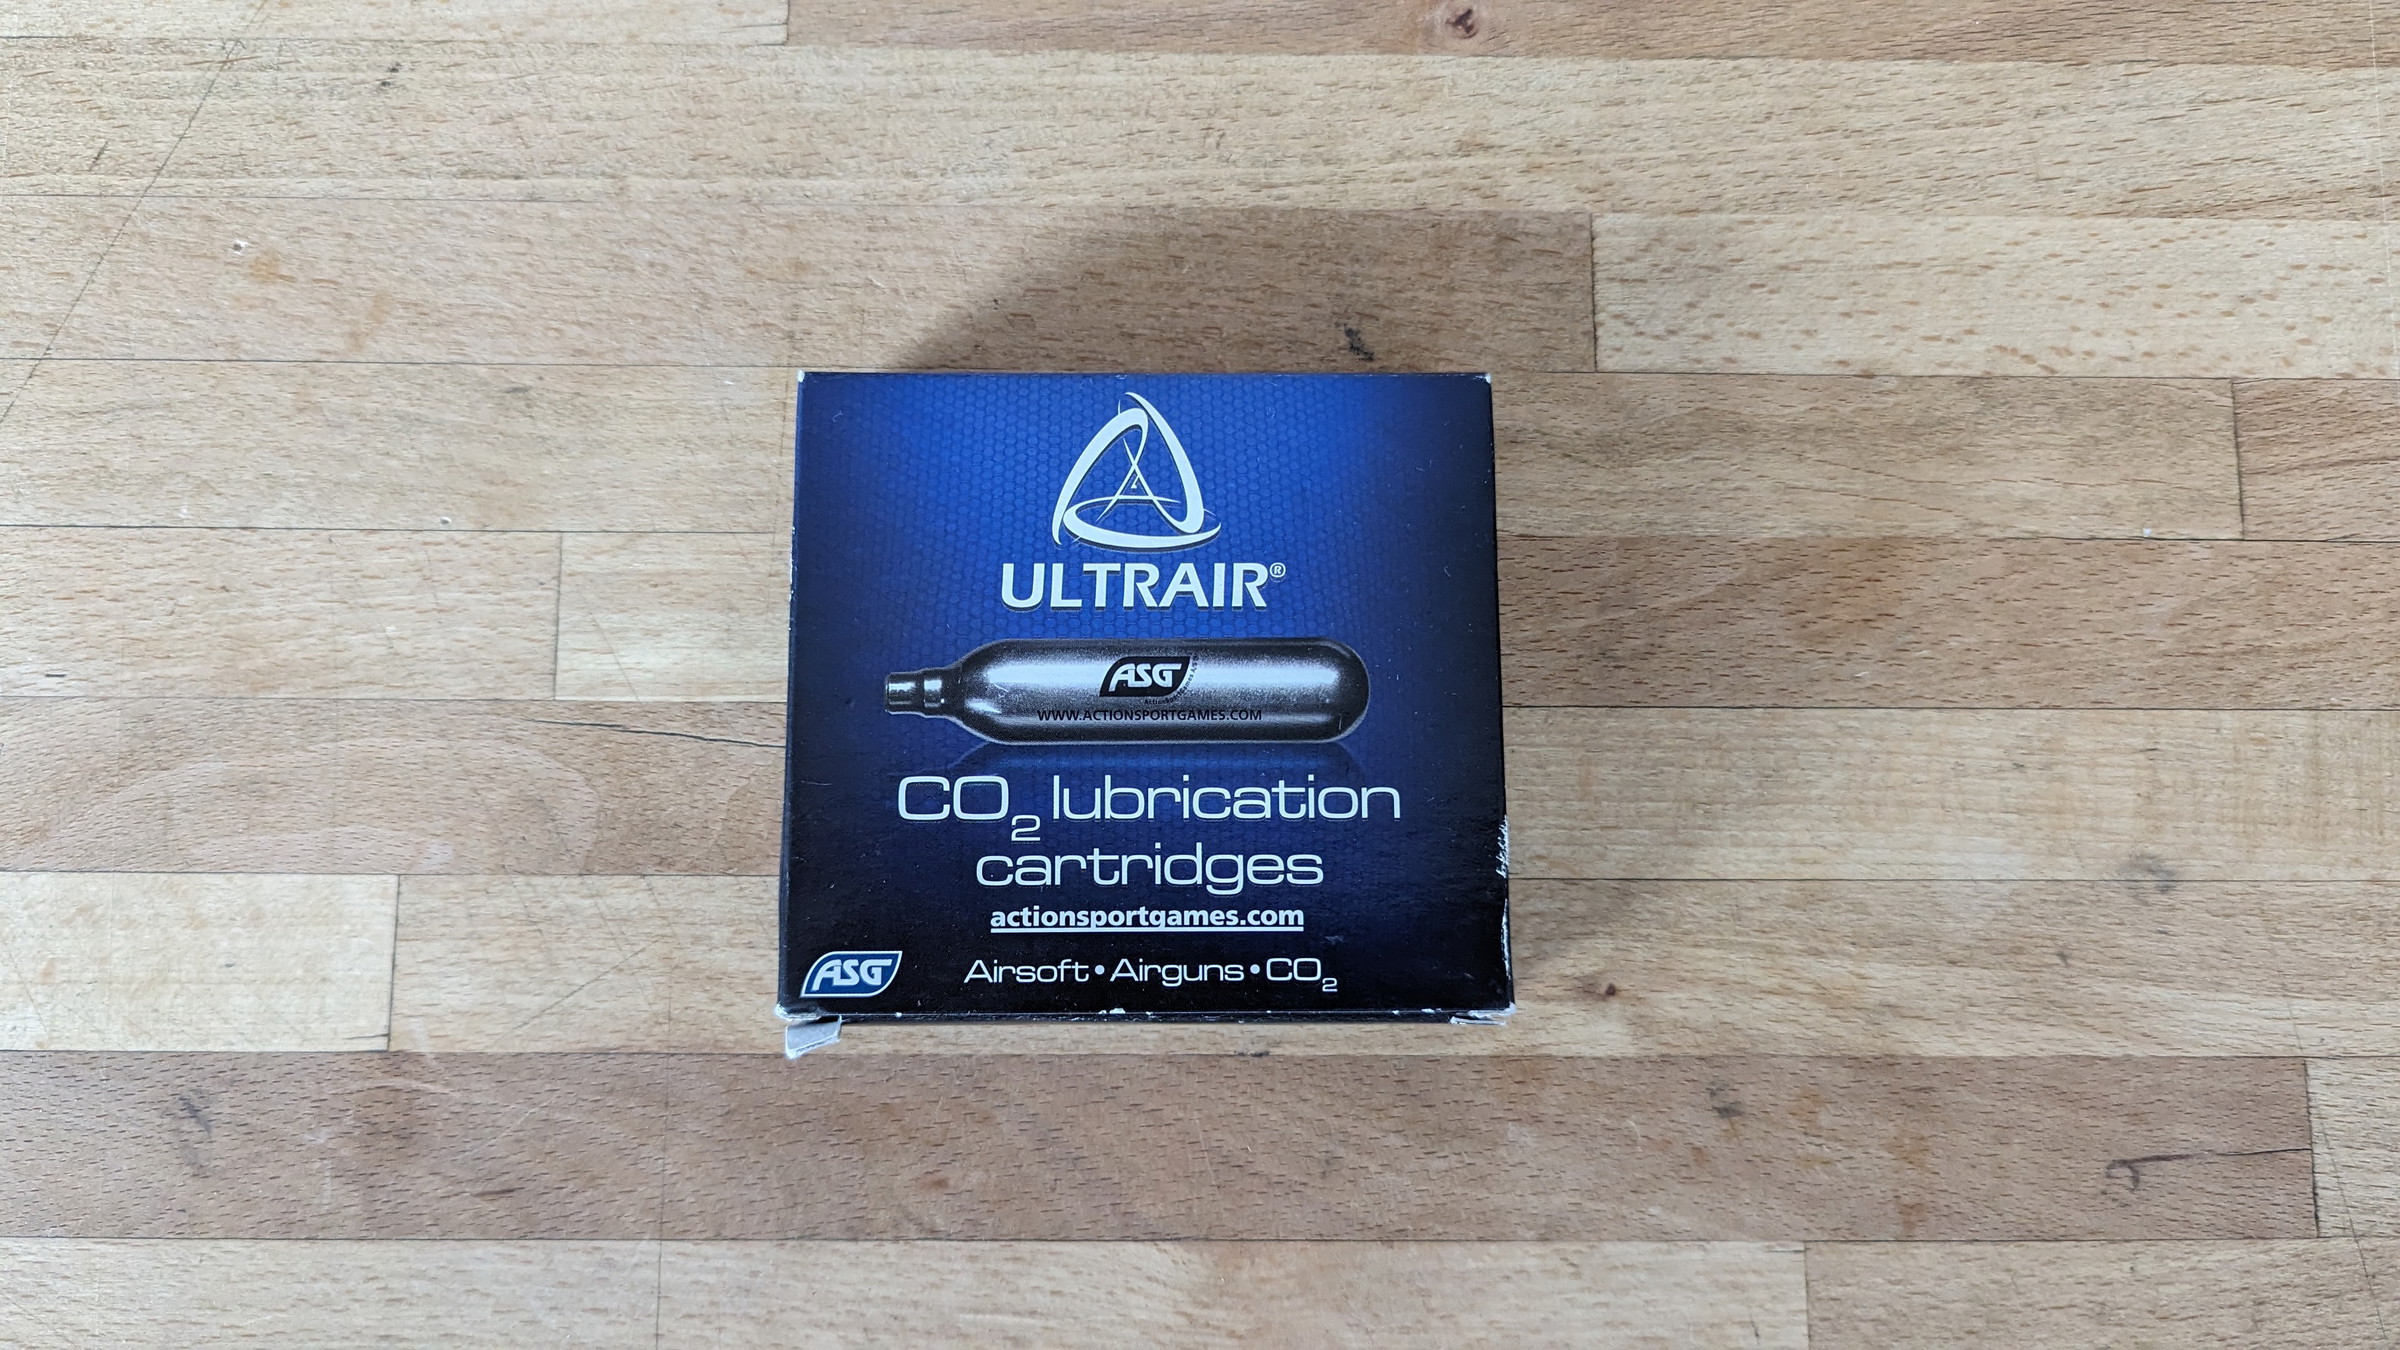 ULTRAIR®
ASG
WWW.ACTIONSPORTGAMES.COM
CO₂ lubrication
cartridges
actionsportgames.com
ASG
Airsoft • Airguns • CO₂